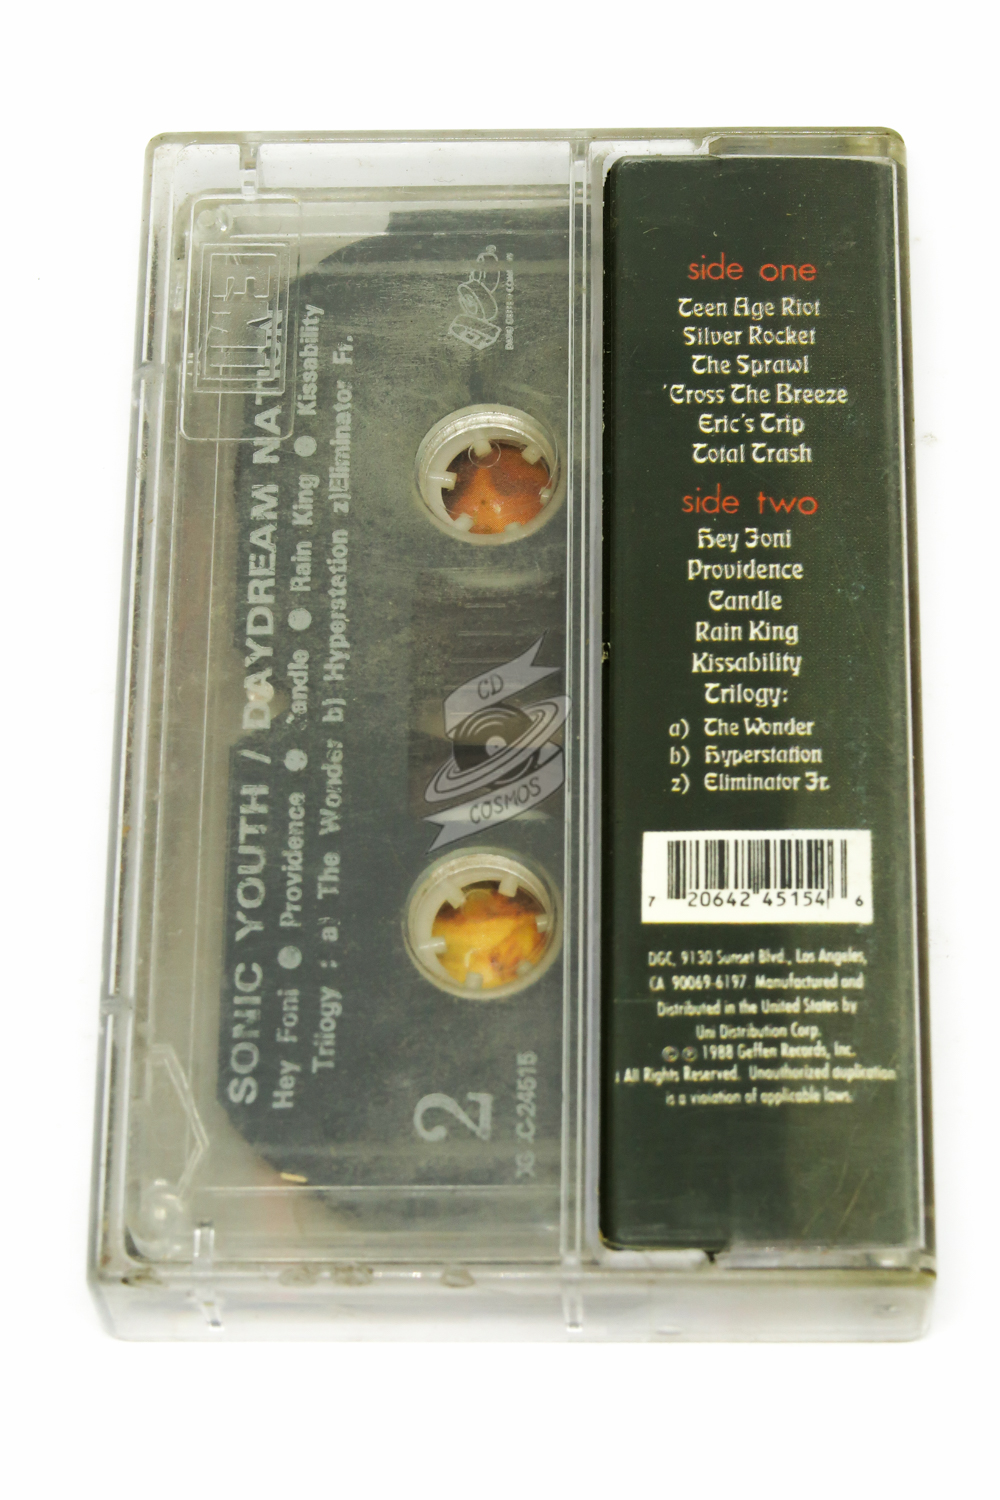 SONIC YOUTH / DAYDREAM NATION
Hey Foni ● Providence ● Candle ● Rain King ● Kissability
Trilogy : a) The Wonder b) Hyperstation z)Eliminator Fr.
2
CD
COSMOS
side one
Teen Age Riot
Silver Rocket
The Sprawl
'Cross The Breeze
Eric's Trip
Total Trash
side two
Hey Joni
Providence
Candle
Rain King
Kissability
Trilogy:
a) The Wonder
b) Hyperstation
z) Eliminator Jr.
7 20642 45154 6
DGC, 9130 Sunset Blvd., Los Angeles,
CA 90069-6197 Manufactured and
Distributed in the United States by
Uni Distribution Corp.
© ℗ 1988 Geffen Records, Inc.
All Rights Reserved. Unauthorized duplication
is a violation of applicable laws.